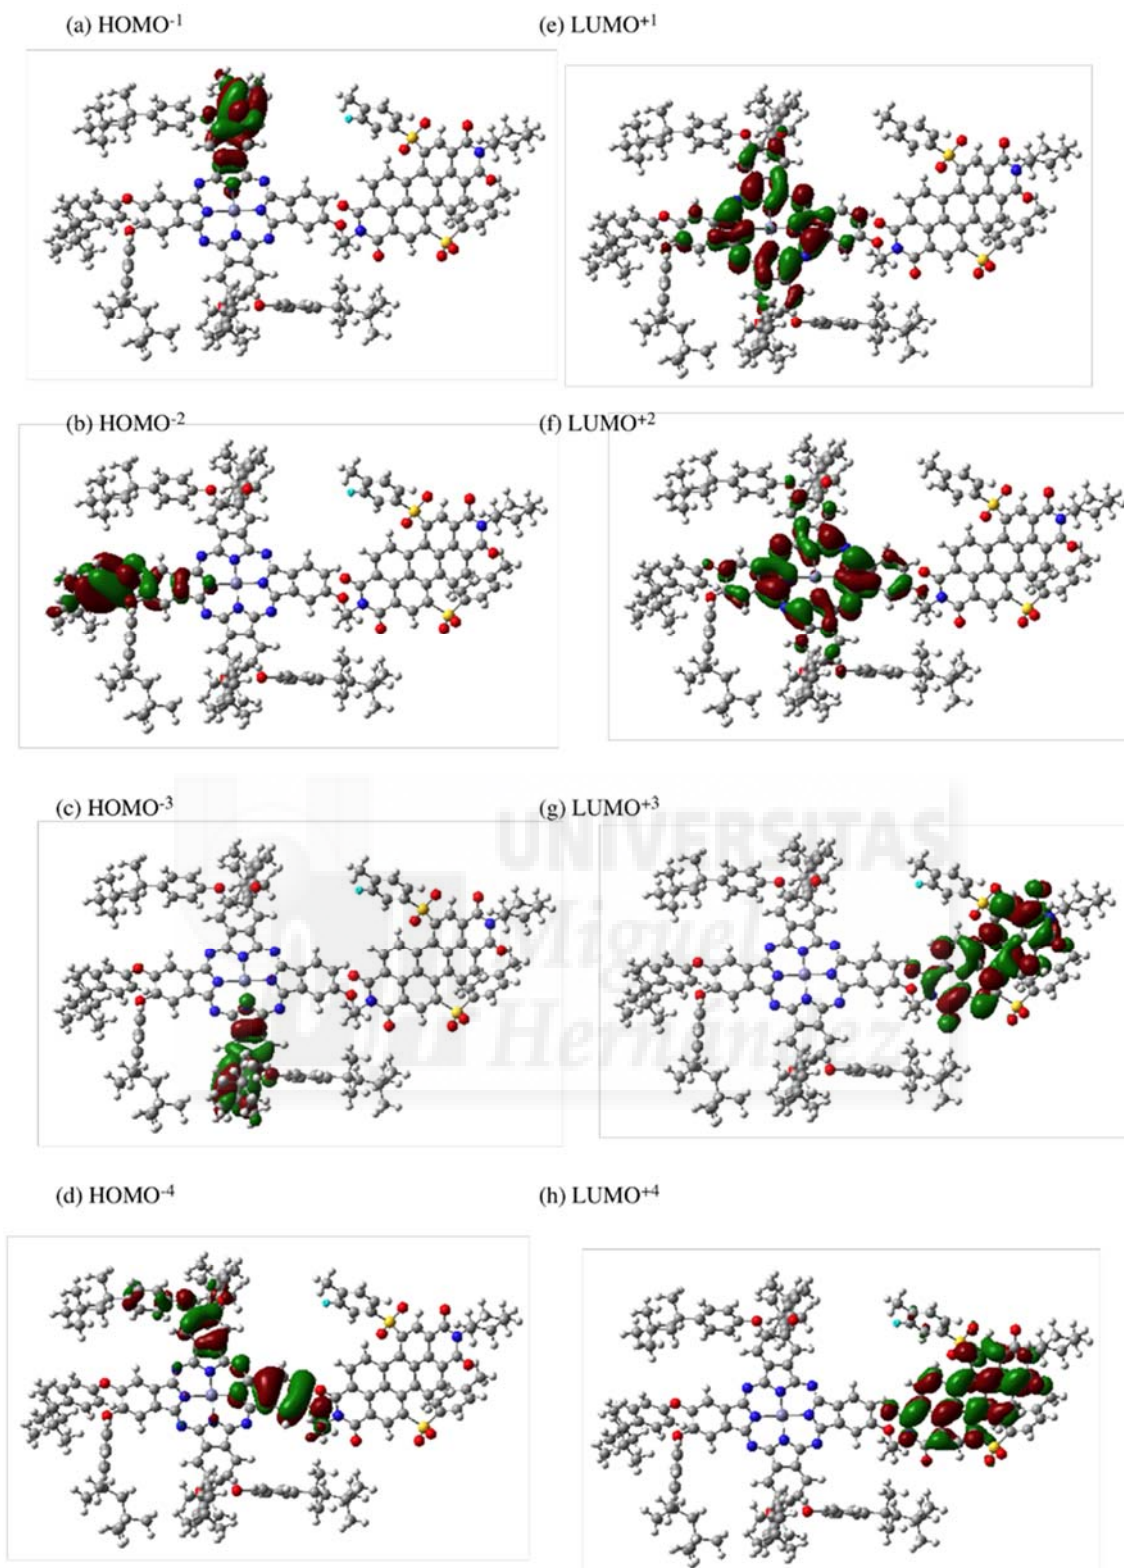 (a) HOMO-1
(e) LUMO+1
(b) HOMO-2
(f) LUMO+2
(c) HOMO-3
(g) LUMO+3
UNIVERSITAS
Miguel
Hernández
(d) HOMO-4
(h) LUMO+4